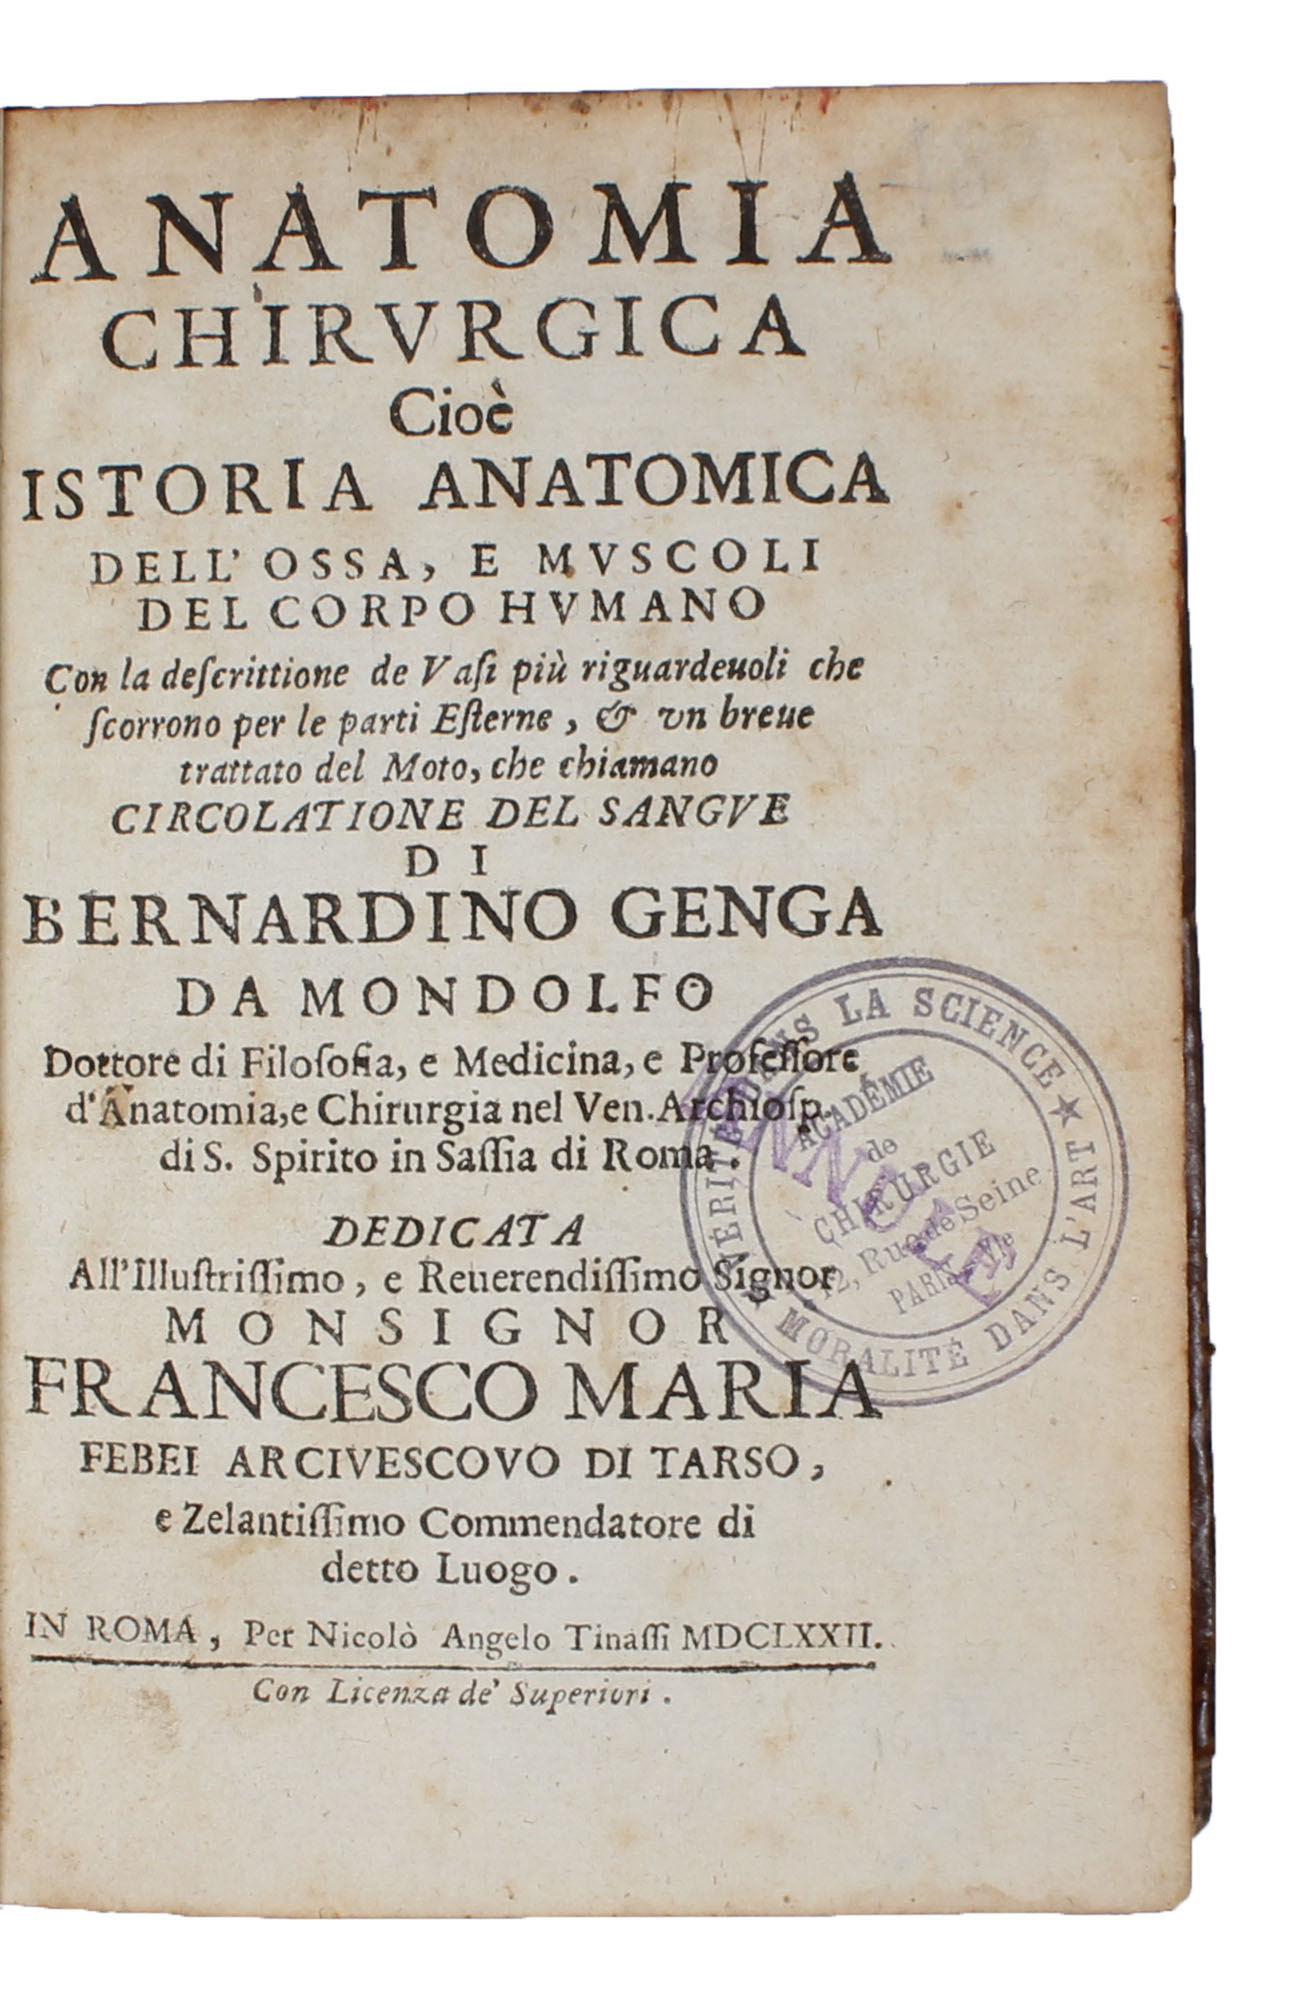 ANATOMIA
CHIRVRGICA
Cioè
ISTORIA ANATOMICA
DELL' OSSA, E MVSCOLI
DEL CORPO HVMANO
Con la deſcrittione de Vaſi più riguardeuoli che
ſcorrono per le parti Eſterne, & vn breue
trattato del Moto, che chiamano
CIRCOLATIONE DEL SANGVE
DI
BERNARDINO GENGA
DA MONDOLFO
Dottore di Filoſofia, e Medicina, e Profeſſore
d'Anatomia, e Chirurgia nel Ven. Archioſp.
di S. Spirito in Saſſia di Roma.
DEDICATA
All'Illuſtriſſimo, e Reuerendiſſimo Signor
MONSIGNOR
FRANCESCO MARIA
FEBEI ARCIVESCOVO DI TARSO,
e Zelantiſſimo Commendatore di
detto Luogo.
IN ROMA, Per Nicolò Angelo Tinaſſi MDCLXXII.
Con Licenza de' Superiori.
VÉRITÉ DANS LA SCIENCE ★ MORALITÉ DANS L'ART ★
ACADÉMIE
de
CHIRURGIE
12, Rue de Seine
PARIS VIe